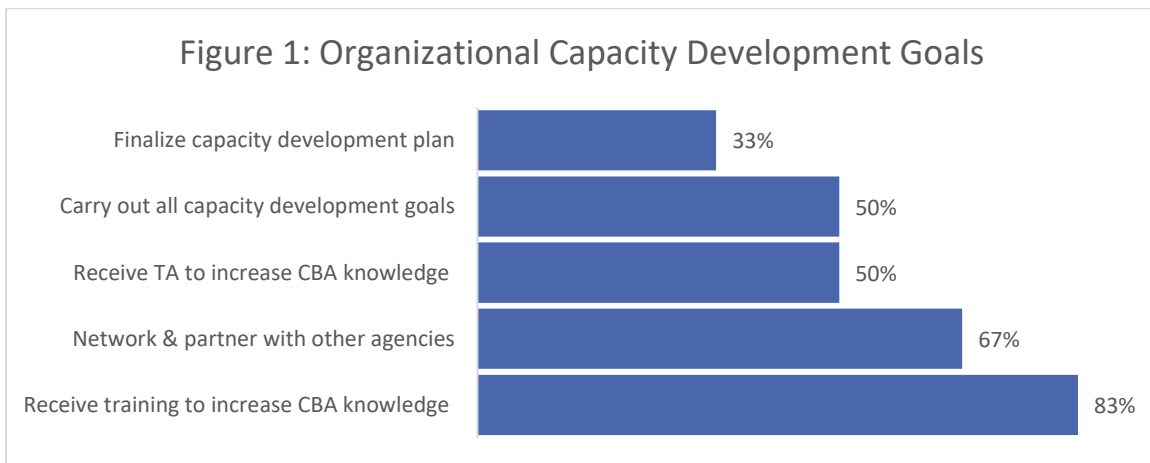 Figure 1: Organizational Capacity Development Goals
Finalize capacity development plan
33%
Carry out all capacity development goals
50%
Receive TA to increase CBA knowledge
50%
Network & partner with other agencies
67%
Receive training to increase CBA knowledge
83%